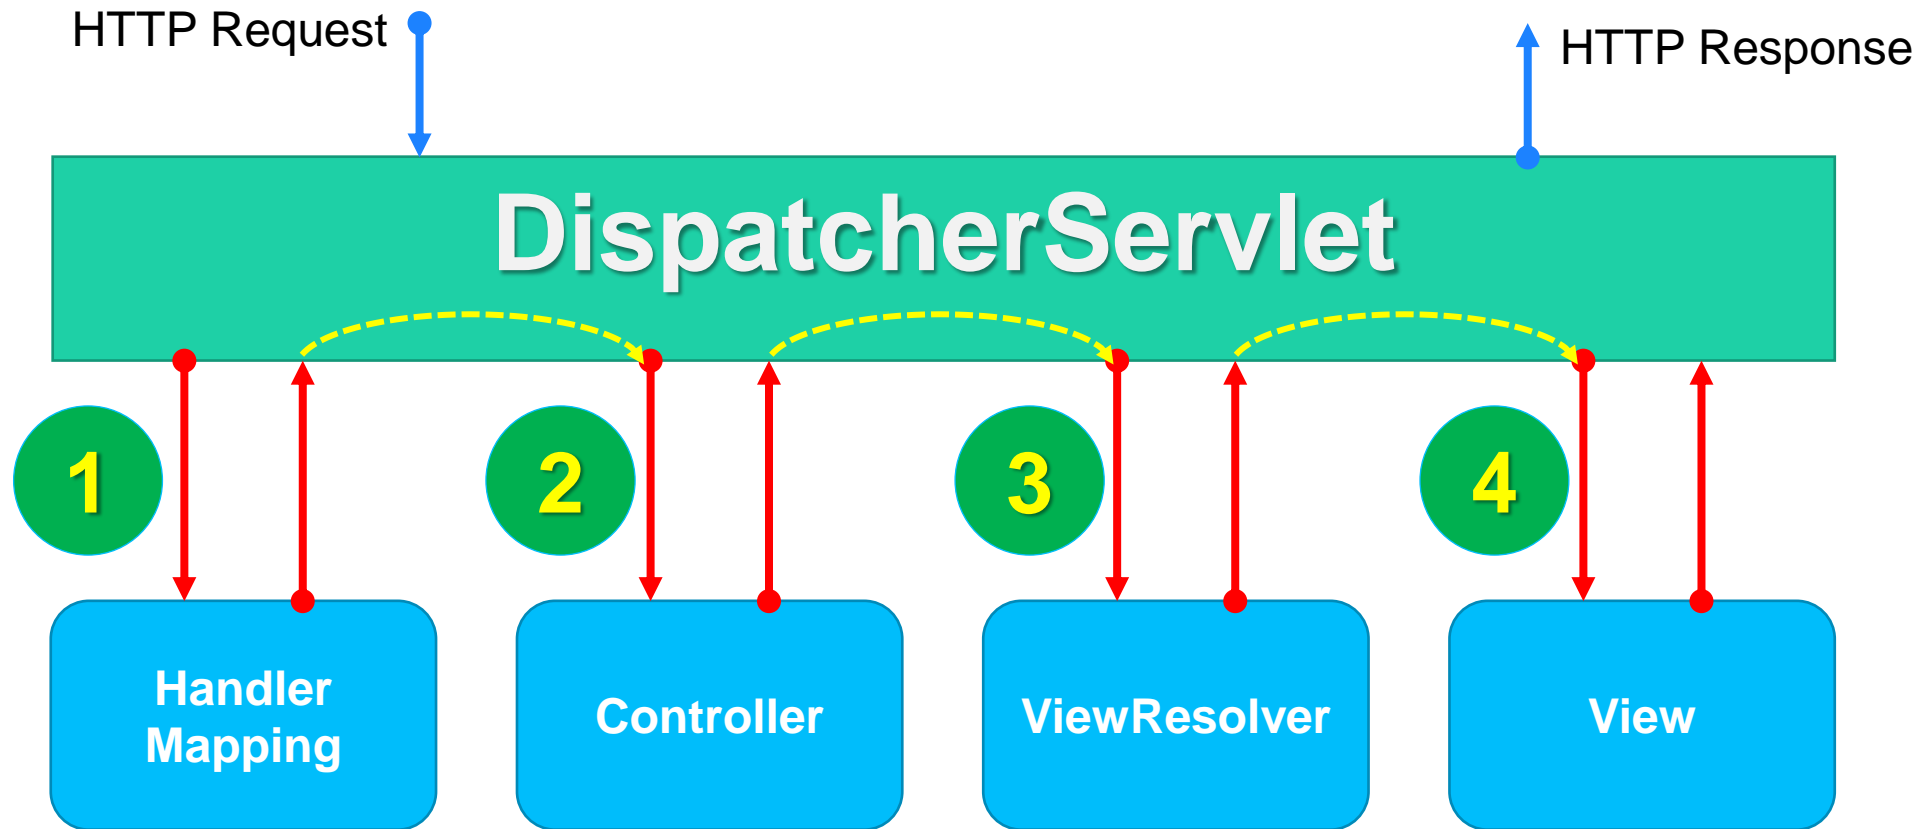 HTTP Request
HTTP Response
DispatcherServlet
1
2
3
4
Handler
Mapping
Controller
ViewResolver
View